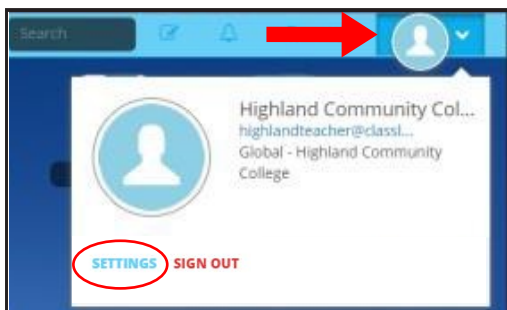 Search
Highland Community Col...
highlandteacher@classl...
Global - Highland Community
College
SETTINGS SIGN OUT